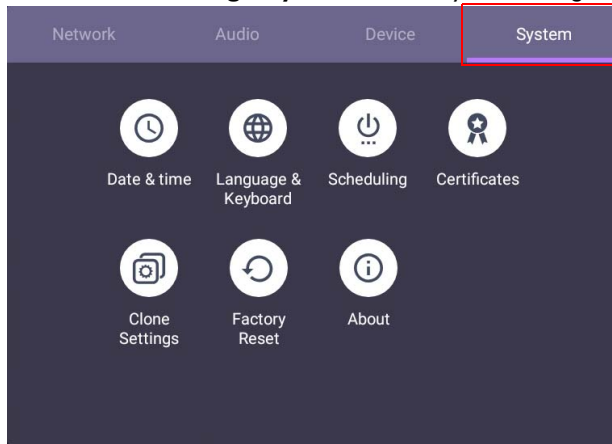 Network Audio Device System
Date & time Language & Keyboard Scheduling Certificates
Clone Settings Factory Reset About